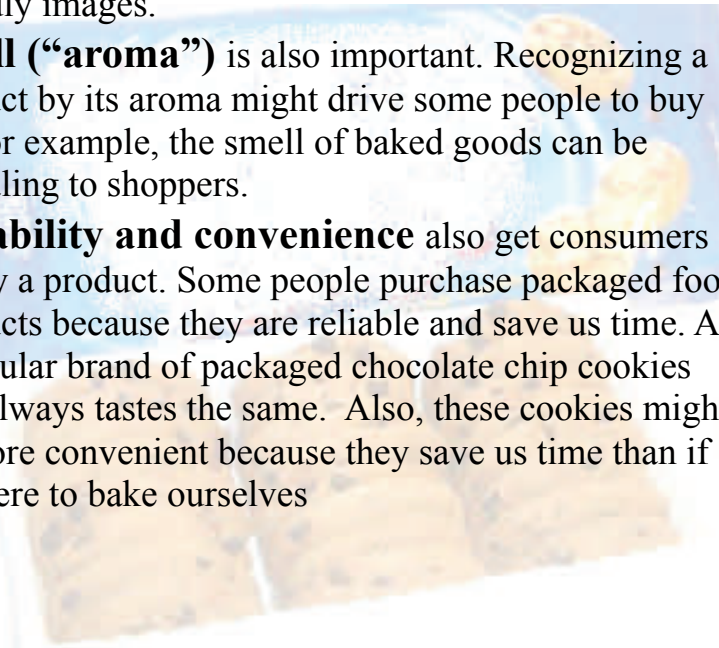 ly images.
ll (“aroma”) is also important. Recognizing a
ct by its aroma might drive some people to buy
or example, the smell of baked goods can be
ling to shoppers.
ability and convenience also get consumers
y a product. Some people purchase packaged foo
cts because they are reliable and save us time. A
ular brand of packaged chocolate chip cookies
lways tastes the same. Also, these cookies migh
ore convenient because they save us time than if
ere to bake ourselves